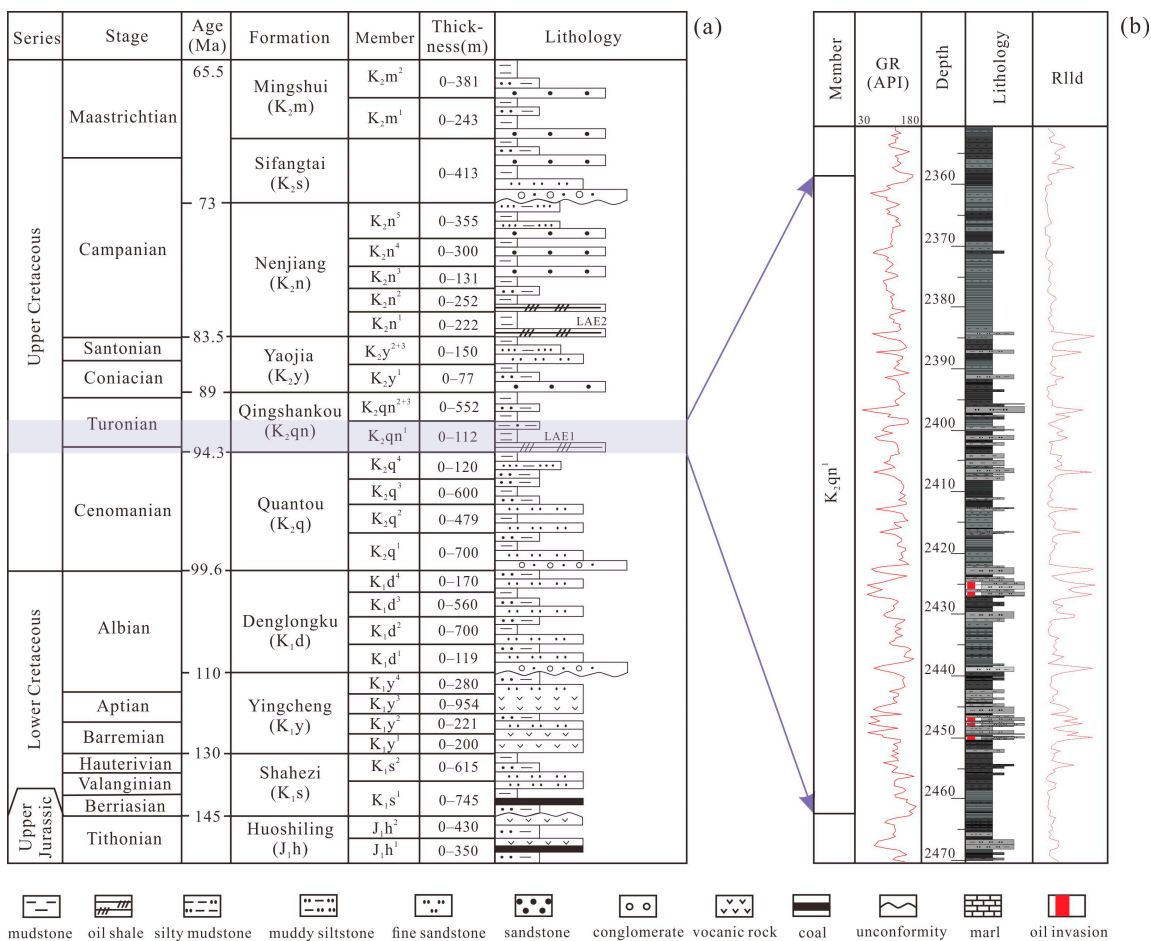 Series
Stage
Age
(Ma)
Formation
Member
Thick-
ness(m)
Lithology
(a)
Upper Cretaceous
Lower Cretaceous
Upper
Jurassic
Maastrichtian
Campanian
Santonian
Coniacian
Turonian
Cenomanian
Albian
Aptian
Barremian
Hauterivian
Valanginian
Berriasian
Tithonian
65.5
73
83.5
89
94.3
99.6
110
130
145
Mingshui
(K₂m)
Sifangtai
(K₂s)
Nenjiang
(K₂n)
Yaojia
(K₂y)
Qingshankou
(K₂qn)
Quantou
(K₂q)
Denglongku
(K₁d)
Yingcheng
(K₁y)
Shahezi
(K₁s)
Huoshiling
(J₁h)
K₂m² 0–381
K₂m¹ 0–243
0–413
K₂n⁵ 0–355
K₂n⁴ 0–300
K₂n³ 0–131
K₂n² 0–252
K₂n¹ 0–222 LAE2
K₂y²⁺³ 0–150
K₂y¹ 0–77
K₂qn²⁺³ 0–552
K₂qn¹ 0–112 LAE1
K₂q⁴ 0–120
K₂q³ 0–600
K₂q² 0–479
K₂q¹ 0–700
K₁d⁴ 0–170
K₁d³ 0–560
K₁d² 0–700
K₁d¹ 0–119
K₁y⁴ 0–280
K₁y³ 0–954
K₁y² 0–221
K₁y¹ 0–200
K₁s² 0–615
K₁s¹ 0–745
J₁h² 0–430
J₁h¹ 0–350
(b)
Member
GR
(API)
30 180
Depth
Lithology
Rlld
K₂qn¹
2360
2370
2380
2390
2400
2410
2420
2430
2440
2450
2460
2470
mudstone
oil shale
silty mudstone
muddy siltstone
fine sandstone
sandstone
conglomerate
vocanic rock
coal
unconformity
marl
oil invasion